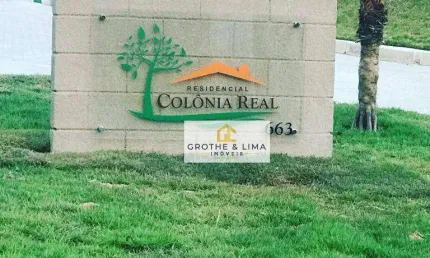 RESIDENCIAL
COLÔNIA REAL
663
GROTHE & LIMA
IMÓVEIS